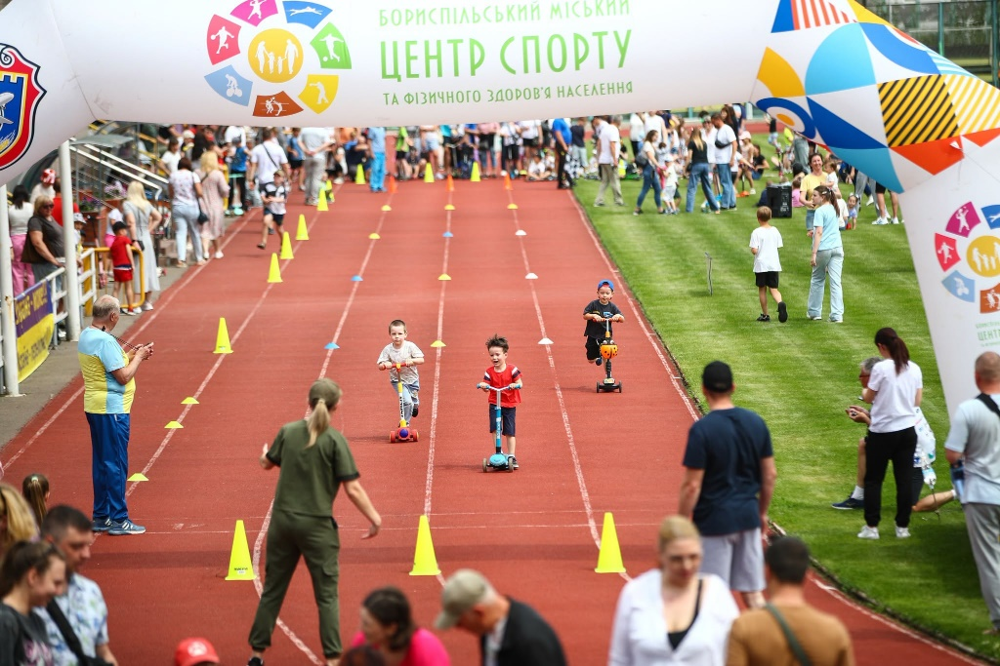 БОРИСПІЛЬСЬКИЙ МІСЬКИЙ
ЦЕНТР СПОРТУ
ТА ФІЗИЧНОГО ЗДОРОВ'Я НАСЕЛЕННЯ